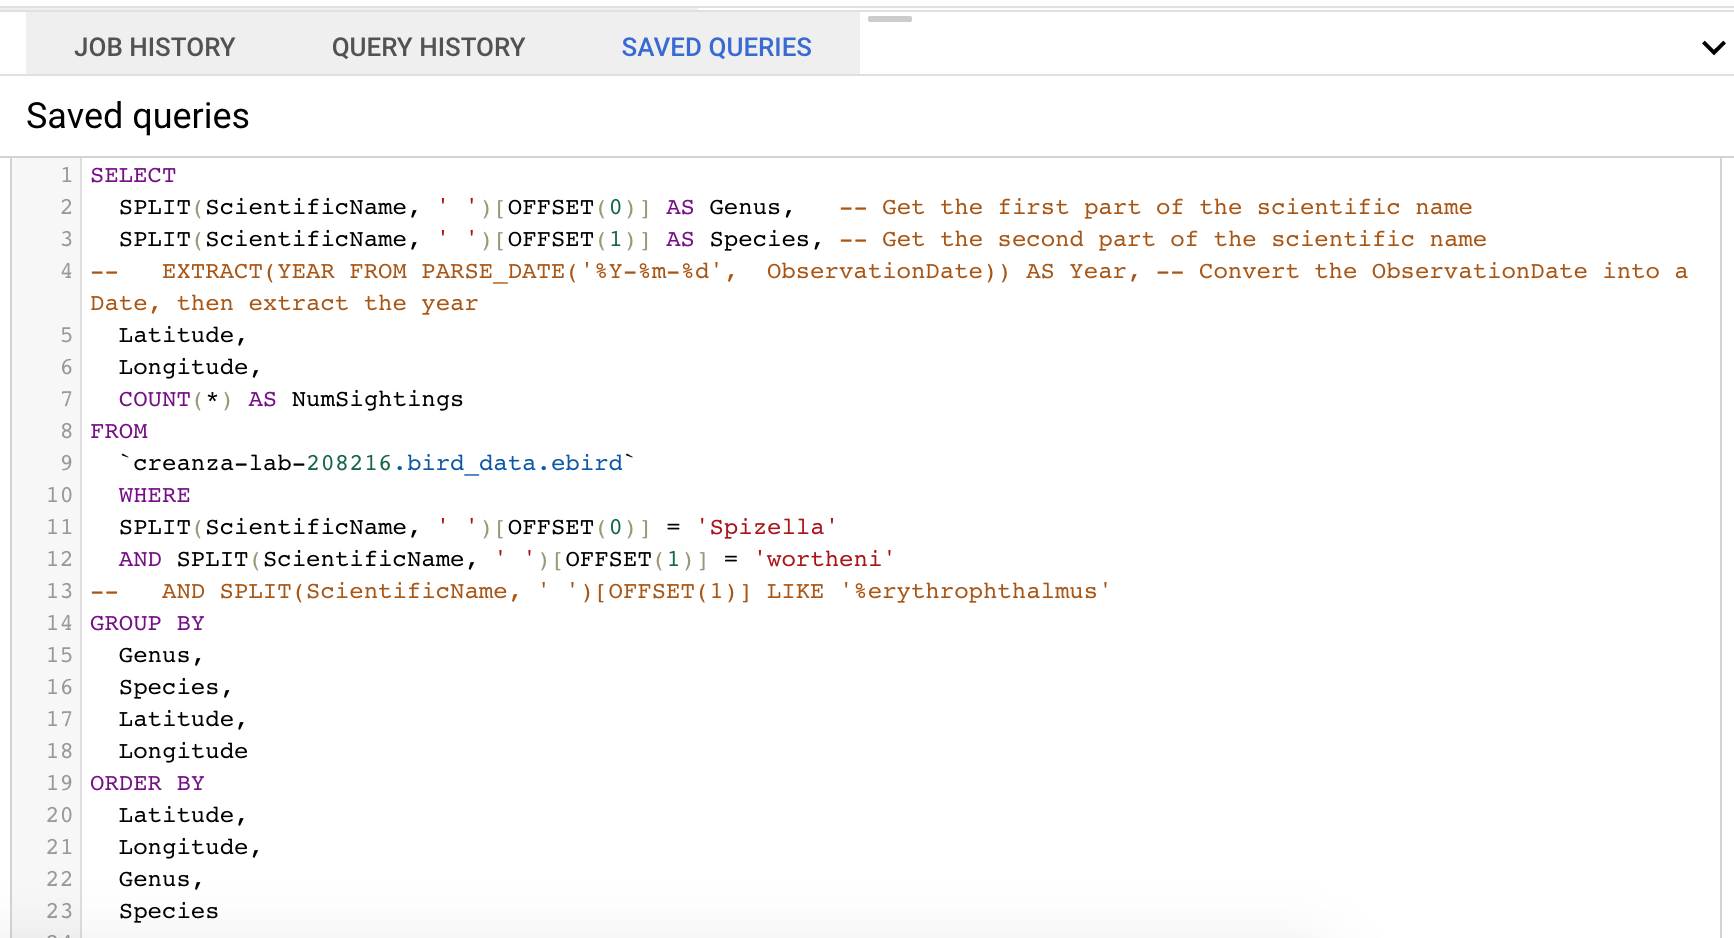 JOB HISTORY QUERY HISTORY SAVED QUERIES
Saved queries
1 SELECT
2 SPLIT(ScientificName, ' ')[OFFSET(0)] AS Genus, -- Get the first part of the scientific name
3 SPLIT(ScientificName, ' ')[OFFSET(1)] AS Species, -- Get the second part of the scientific name
4 -- EXTRACT(YEAR FROM PARSE_DATE('%Y-%m-%d', ObservationDate)) AS Year, -- Convert the ObservationDate into a
Date, then extract the year
5 Latitude,
6 Longitude,
7 COUNT(*) AS NumSightings
8 FROM
9 `creanza-lab-208216.bird_data.ebird`
10 WHERE
11 SPLIT(ScientificName, ' ')[OFFSET(0)] = 'Spizella'
12 AND SPLIT(ScientificName, ' ')[OFFSET(1)] = 'wortheni'
13 -- AND SPLIT(ScientificName, ' ')[OFFSET(1)] LIKE '%erythrophthalmus'
14 GROUP BY
15 Genus,
16 Species,
17 Latitude,
18 Longitude
19 ORDER BY
20 Latitude,
21 Longitude,
22 Genus,
23 Species